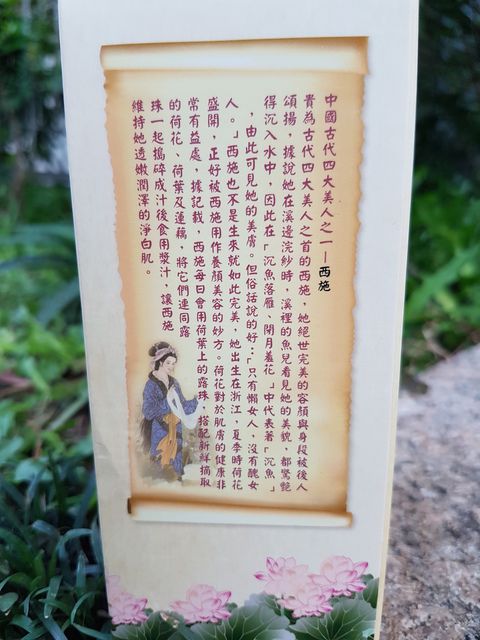 中國古代四大美人之一—西施
貴為古代四大美人之首的西施，她絕世完美的容顏與身段被後人
頌揚，據說她在溪邊浣紗時，溪裡的魚兒看見她的美貌，都驚艷
得沉入水中，因此在「沉魚落雁、閉月羞花」中代表著「沉魚」
，由此可見她的美膚。但俗話說的好：「只有懶女人，沒有醜女
人。」西施也不是生來就如此完美，她出生在浙江，夏季時荷花
盛開，正好被西施用作養顏美容的妙方。荷花對於肌膚的健康非
常有益處，據記載，西施每日會用荷葉上的露珠，搭配新鮮摘取
的荷花、荷葉及蓮藕，將它們連同露
珠一起搗碎成汁後食用漿汁，讓西施
維持她透嫩潤澤的淨白肌。